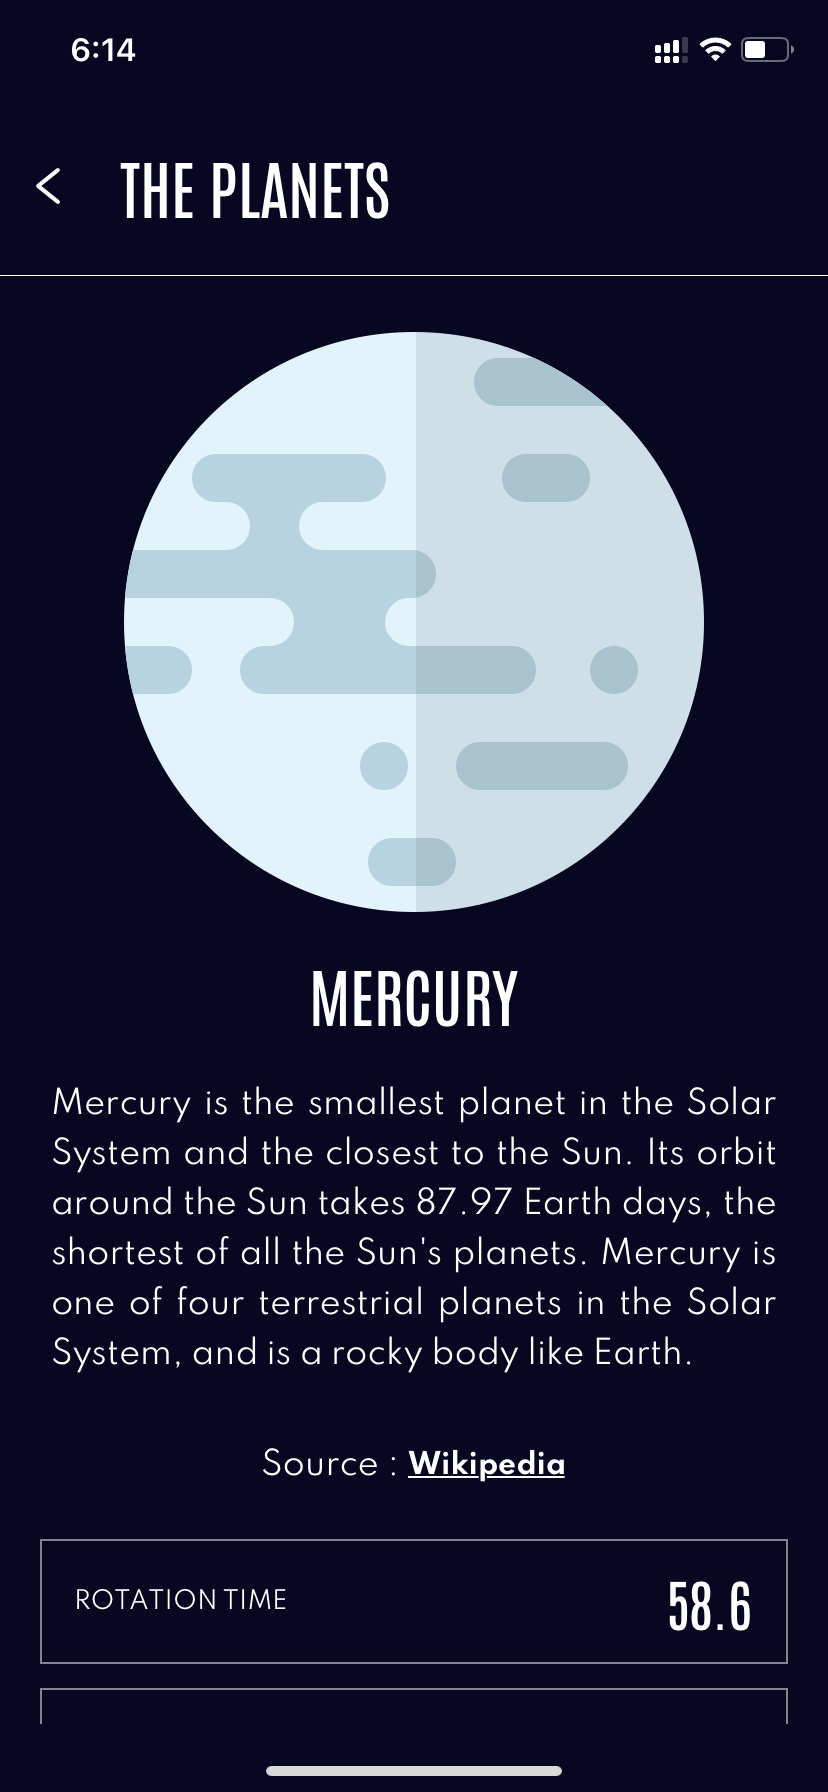 6:14
THE PLANETS
MERCURY
Mercury is the smallest planet in the Solar
System and the closest to the Sun. Its orbit
around the Sun takes 87.97 Earth days, the
shortest of all the Sun's planets. Mercury is
one of four terrestrial planets in the Solar
System, and is a rocky body like Earth.
Source : Wikipedia
ROTATION TIME 58.6